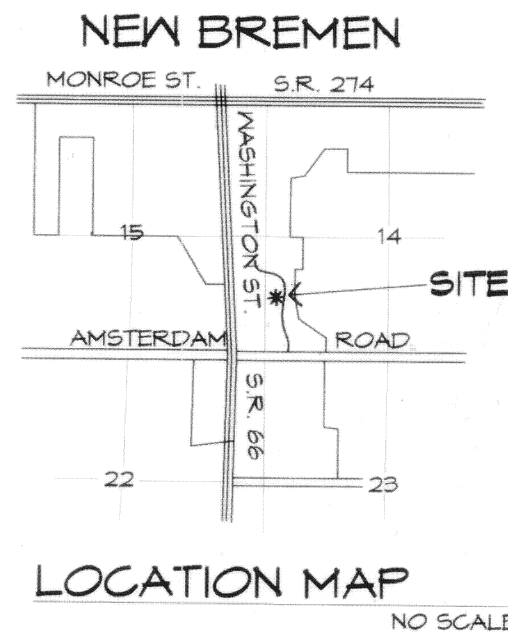 NEW BREMEN
MONROE ST. S.R. 274
WASHINGTON ST.
15 14
SITE
AMSTERDAM ROAD
S.R. 66
22 23
LOCATION MAP
NO SCALE